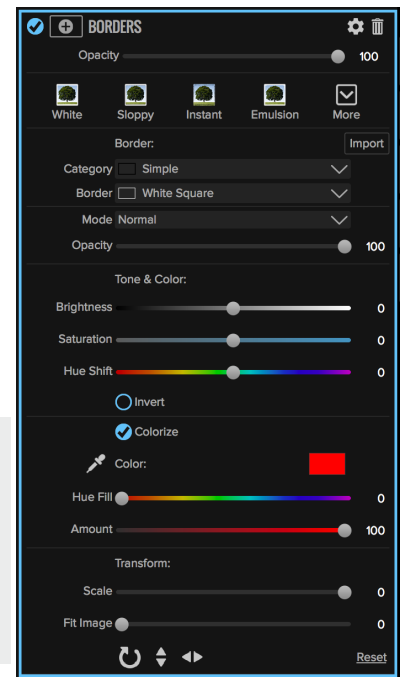 BORDERS
Opacity 100
White Sloppy Instant Emulsion More
Border: Import
Category Simple
Border White Square
Mode Normal
Opacity 100
Tone & Color:
Brightness 0
Saturation 0
Hue Shift 0
Invert
Colorize
Color:
Hue Fill 0
Amount 100
Transform:
Scale 0
Fit Image 0
Reset